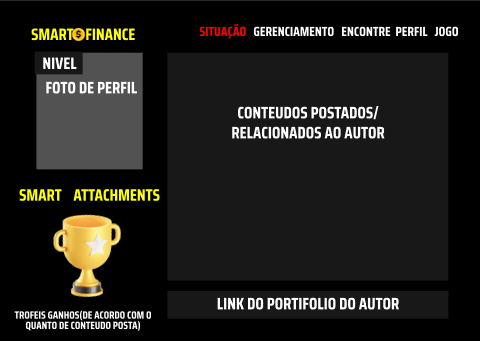 SMART FINANCE
SITUAÇÃO GERENCIAMENTO ENCONTRE PERFIL JOGO
NIVEL
FOTO DE PERFIL
CONTEUDOS POSTADOS/
RELACIONADOS AO AUTOR
SMART ATTACHMENTS
TROFEIS GANHOS(DE ACORDO COM O
QUANTO DE CONTEUDO POSTA)
LINK DO PORTIFOLIO DO AUTOR